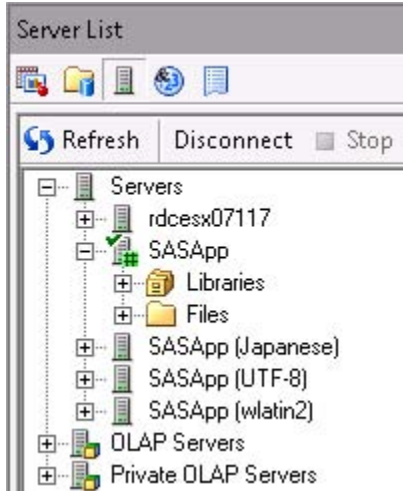 Server List
Refresh Disconnect Stop
Servers
rdcesx07117
SASApp
Libraries
Files
SASApp (Japanese)
SASApp (UTF-8)
SASApp (wlatin2)
OLAP Servers
Private OLAP Servers